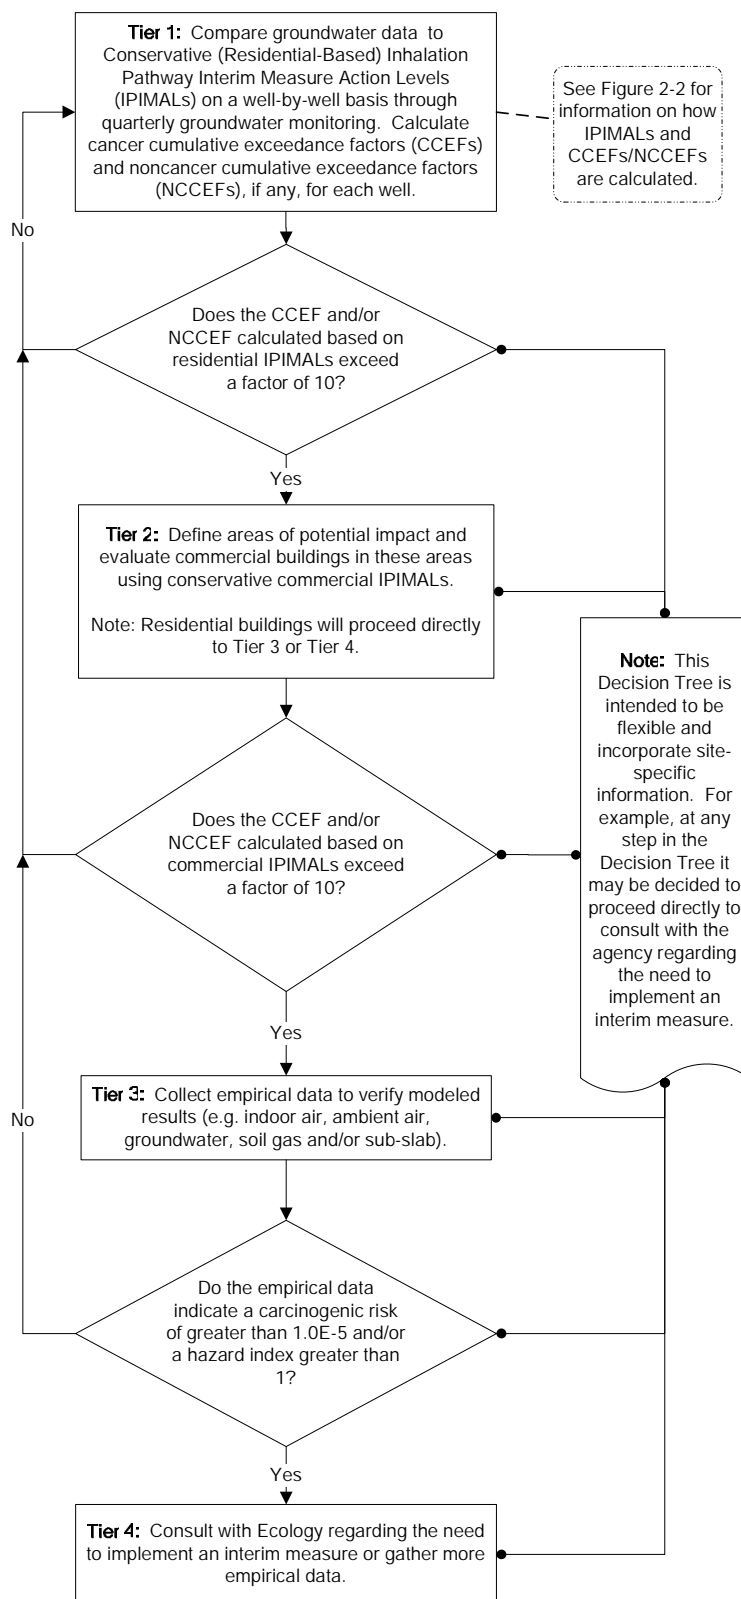 Tier 1: Compare groundwater data to
Conservative (Residential-Based) Inhalation
Pathway Interim Measure Action Levels
(IPIMALs) on a well-by-well basis through
quarterly groundwater monitoring. Calculate
cancer cumulative exceedance factors (CCEFs)
and noncancer cumulative exceedance factors
(NCCEFs), if any, for each well.
See Figure 2-2 for
information on how
IPIMALs and
CCEFs/NCCEFs
are calculated.
No
Does the CCEF and/or
NCCEF calculated based on
residential IPIMALs exceed
a factor of 10?
Yes
Tier 2: Define areas of potential impact and
evaluate commercial buildings in these areas
using conservative commercial IPIMALs.
Note: Residential buildings will proceed directly
to Tier 3 or Tier 4.
Note: This
Decision Tree is
intended to be
flexible and
incorporate site-
specific
information. For
example, at any
step in the
Decision Tree it
may be decided to
proceed directly to
consult with the
agency regarding
the need to
implement an
interim measure.
Does the CCEF and/or
NCCEF calculated based on
commercial IPIMALs exceed
a factor of 10?
Yes
Tier 3: Collect empirical data to verify modeled
results (e.g. indoor air, ambient air,
groundwater, soil gas and/or sub-slab).
No
Do the empirical data
indicate a carcinogenic risk
of greater than 1.0E-5 and/or
a hazard index greater than
1?
Yes
Tier 4: Consult with Ecology regarding the need
to implement an interim measure or gather more
empirical data.